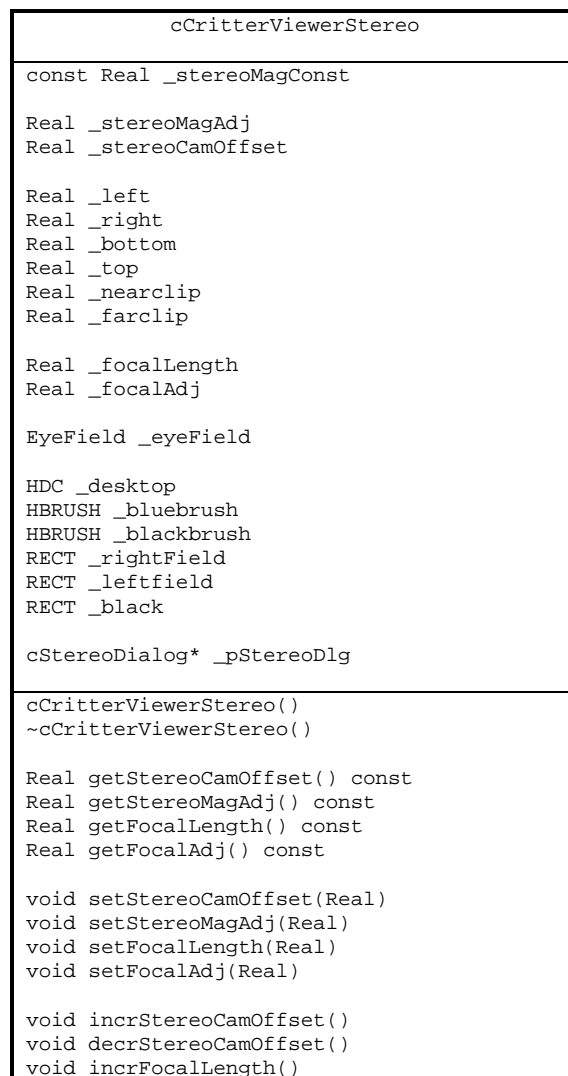 cCritterViewerStereo
const Real _stereoMagConst
Real _stereoMagAdj
Real _stereoCamOffset
Real _left
Real _right
Real _bottom
Real _top
Real _nearclip
Real _farclip
Real _focalLength
Real _focalAdj
EyeField _eyeField
HDC _desktop
HBRUSH _bluebrush
HBRUSH _blackbrush
RECT _rightField
RECT _leftfield
RECT _black
cStereoDialog* _pStereoDlg
cCritterViewerStereo()
~cCritterViewerStereo()
Real getStereoCamOffset() const
Real getStereoMagAdj() const
Real getFocalLength() const
Real getFocalAdj() const
void setStereoCamOffset(Real)
void setStereoMagAdj(Real)
void setFocalLength(Real)
void setFocalAdj(Real)
void incrStereoCamOffset()
void decrStereoCamOffset()
void incrFocalLength()